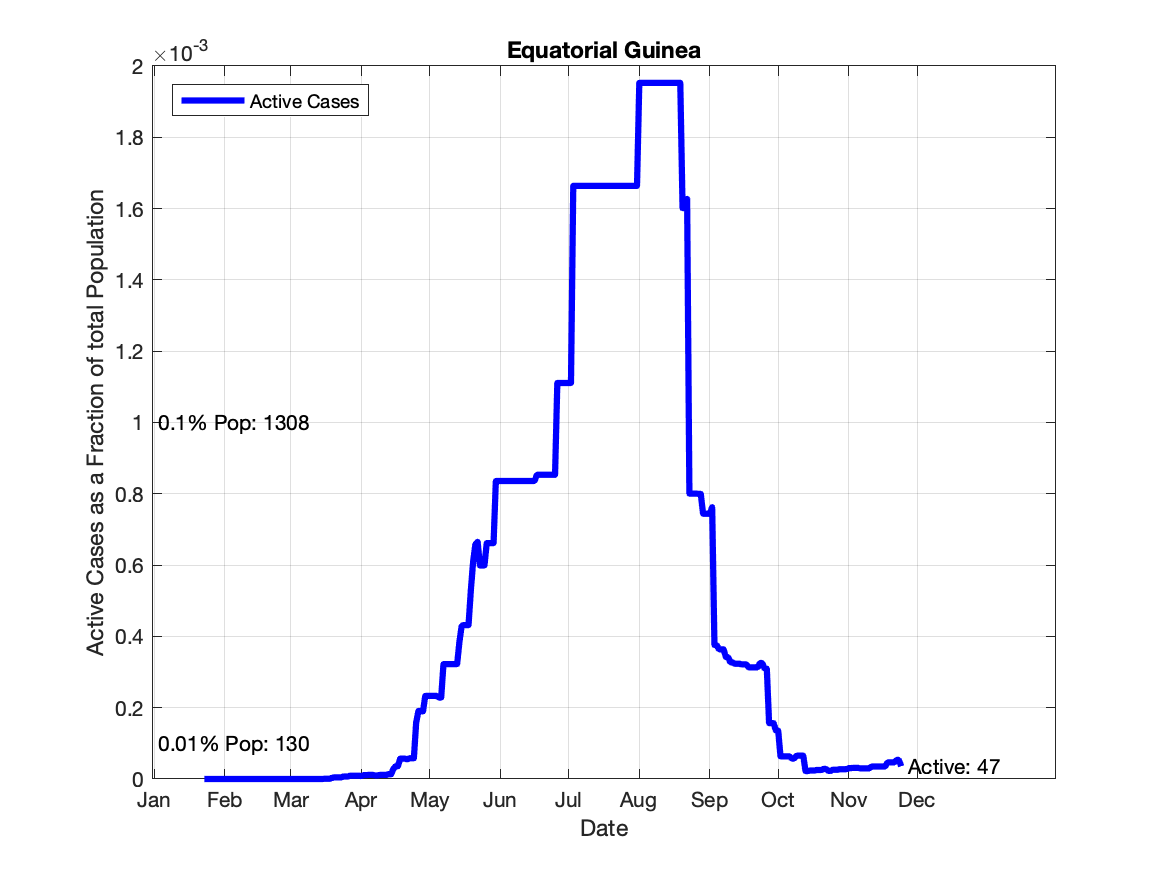 Equatorial Guinea
×10-3
Active Cases
2
1.8
1.6
1.4
1.2
1
0.8
0.6
0.4
0.2
0
Active Cases as a Fraction of total Population
0.1% Pop: 1308
0.01% Pop: 130
Active: 47
Jan Feb Mar Apr May Jun Jul Aug Sep Oct Nov Dec
Date